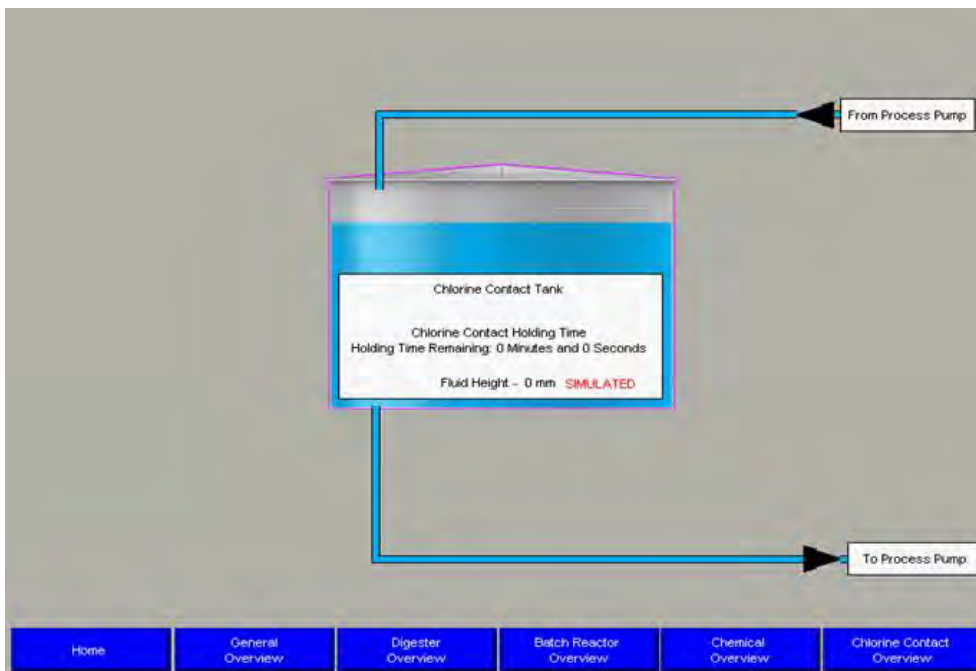 From Process Pump
Chlorine Contact Tank
Chlorine Contact Holding Time
Holding Time Remaining: 0 Minutes and 0 Seconds
Fluid Height - 0 mm SIMULATED
To Process Pump
Home
General
Overview
Digester
Overview
Batch Reactor
Overview
Chemical
Overview
Chlorine Contact
Overview